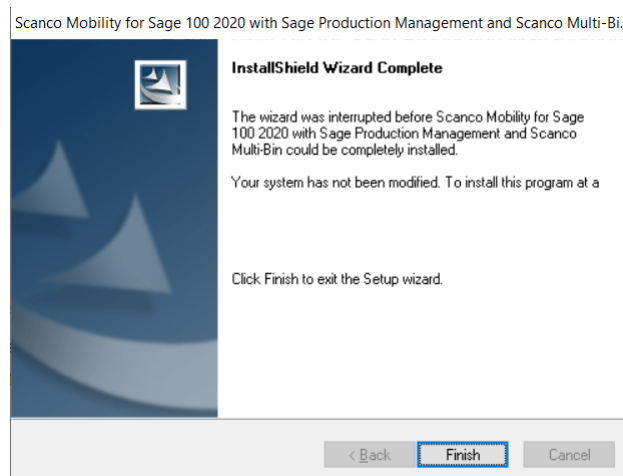 Scanco Mobility for Sage 100 2020 with Sage Production Management and Scanco Multi-Bi.
InstallShield Wizard Complete
The wizard was interrupted before Scanco Mobility for Sage
100 2020 with Sage Production Management and Scanco
Multi-Bin could be completely installed.
Your system has not been modified. To install this program at a
Click Finish to exit the Setup wizard.
< Back
Finish
Cancel